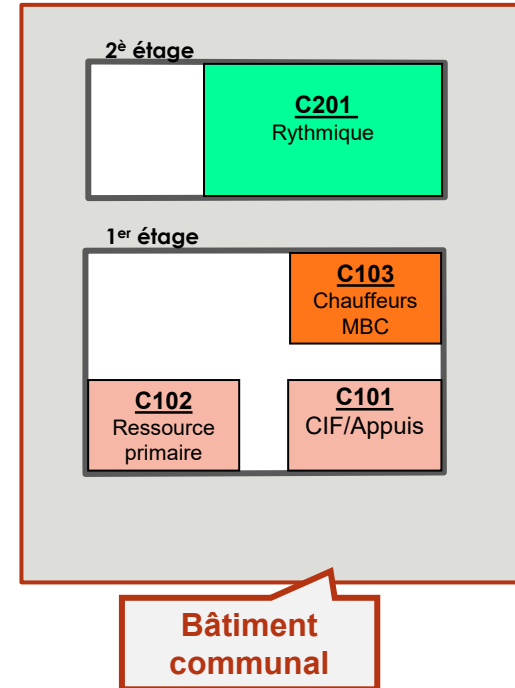 2è étage
C201
Rythmique
1er étage
C103
Chauffeurs
MBC
C102
Ressource
primaire
C101
CIF/Appuis
Bâtiment
communal